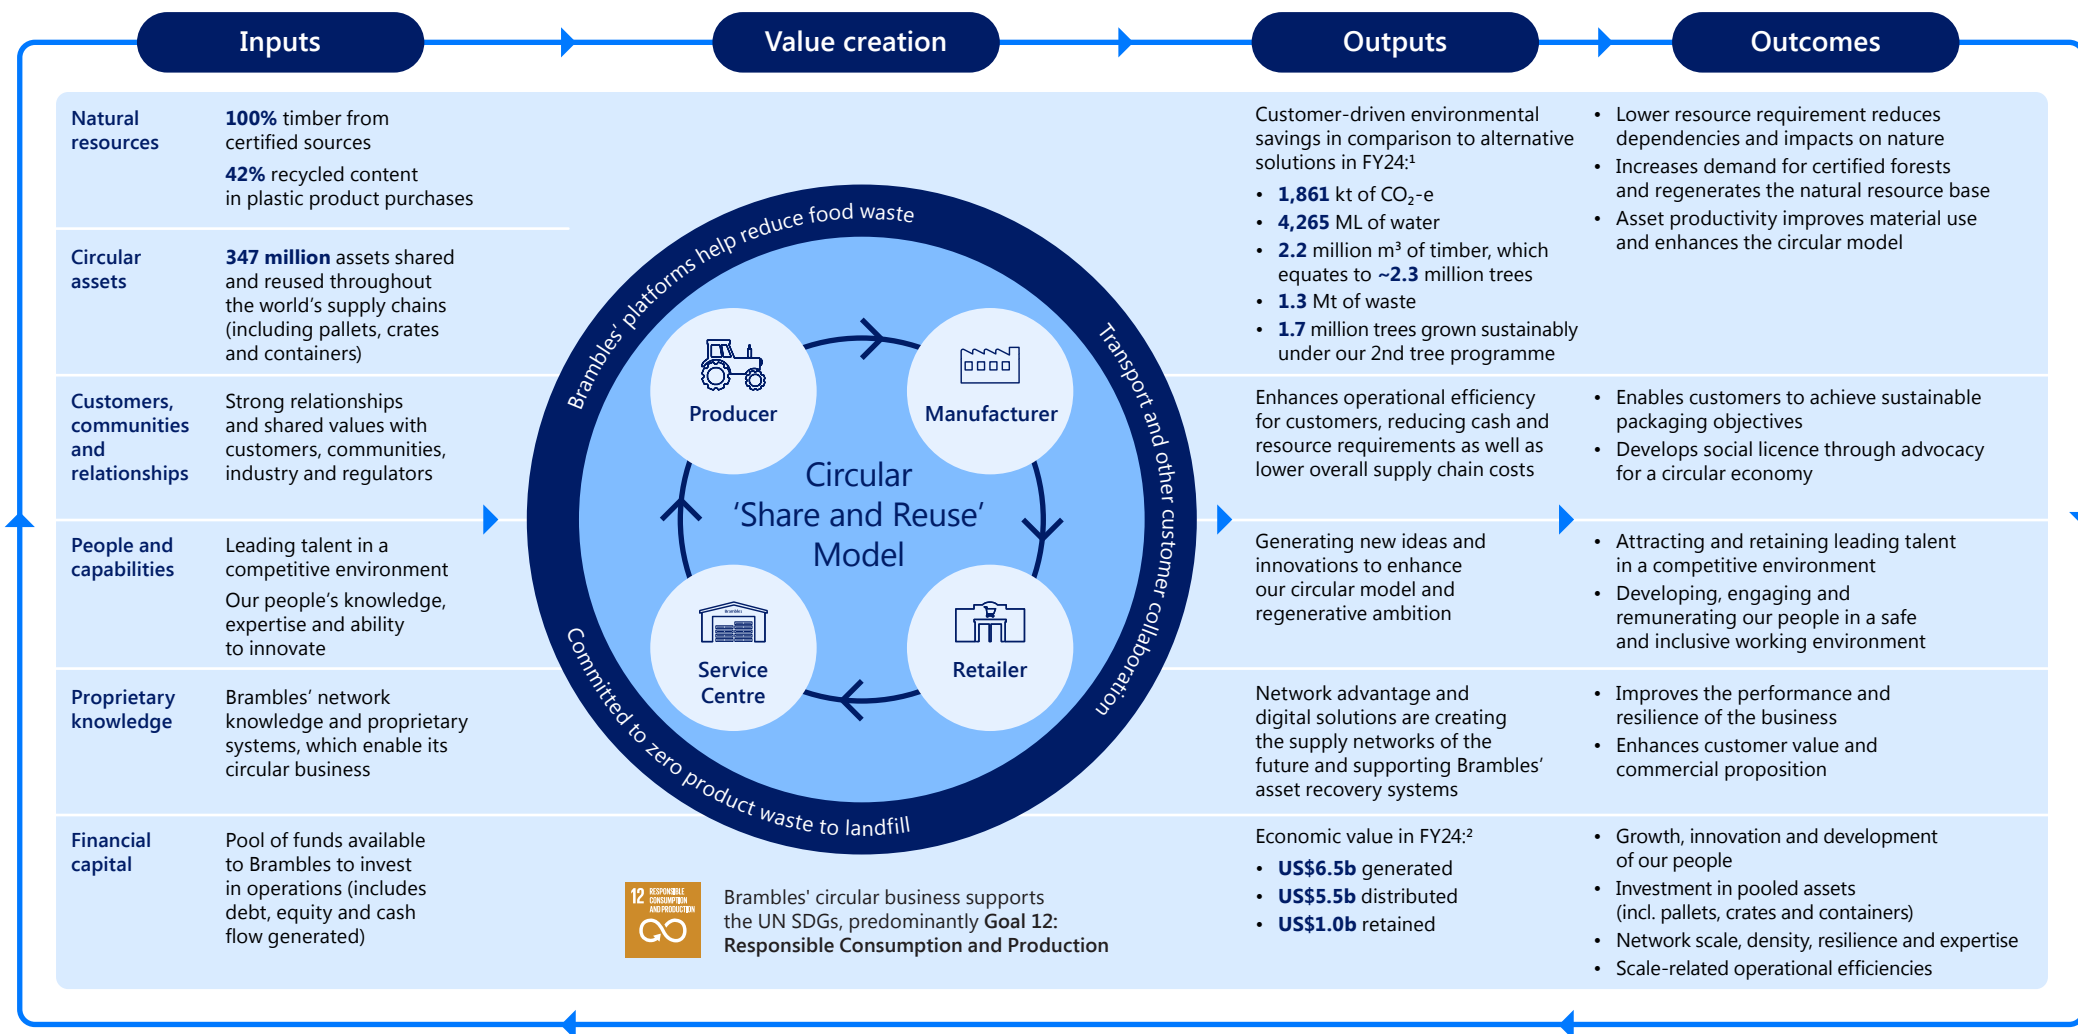 Inputs
Value creation
Outputs
Outcomes
Natural
resources
100% timber from
certified sources
42% recycled content
in plastic product purchases
Circular
assets
347 million assets shared
and reused throughout
the world’s supply chains
(including pallets, crates
and containers)
Customers,
communities
and
relationships
Strong relationships
and shared values with
customers, communities,
industry and regulators
People and
capabilities
Leading talent in a
competitive environment
Our people’s knowledge,
expertise and ability
to innovate
Proprietary
knowledge
Brambles’ network
knowledge and proprietary
systems, which enable its
circular business
Financial
capital
Pool of funds available
to Brambles to invest
in operations (includes
debt, equity and cash
flow generated)
Brambles’ platforms help reduce food waste
Transport and other customer collaboration
Committed to zero product waste to landfill
Producer
Manufacturer
Circular
‘Share and Reuse’
Model
Brambles
Service
Centre
Retailer
12 RESPONSIBLE
CONSUMPTION
AND PRODUCTION
Brambles' circular business supports
the UN SDGs, predominantly Goal 12:
Responsible Consumption and Production
Customer-driven environmental
savings in comparison to alternative
solutions in FY24:¹
• 1,861 kt of CO₂-e
• 4,265 ML of water
• 2.2 million m³ of timber, which
equates to ~2.3 million trees
• 1.3 Mt of waste
• 1.7 million trees grown sustainably
under our 2nd tree programme
Enhances operational efficiency
for customers, reducing cash and
resource requirements as well as
lower overall supply chain costs
Generating new ideas and
innovations to enhance
our circular model and
regenerative ambition
Network advantage and
digital solutions are creating
the supply networks of the
future and supporting Brambles’
asset recovery systems
Economic value in FY24:²
• US$6.5b generated
• US$5.5b distributed
• US$1.0b retained
• Lower resource requirement reduces
dependencies and impacts on nature
• Increases demand for certified forests
and regenerates the natural resource base
• Asset productivity improves material use
and enhances the circular model
• Enables customers to achieve sustainable
packaging objectives
• Develops social licence through advocacy
for a circular economy
• Attracting and retaining leading talent
in a competitive environment
• Developing, engaging and
remunerating our people in a safe
and inclusive working environment
• Improves the performance and
resilience of the business
• Enhances customer value and
commercial proposition
• Growth, innovation and development
of our people
• Investment in pooled assets
(incl. pallets, crates and containers)
• Network scale, density, resilience and expertise
• Scale-related operational efficiencies